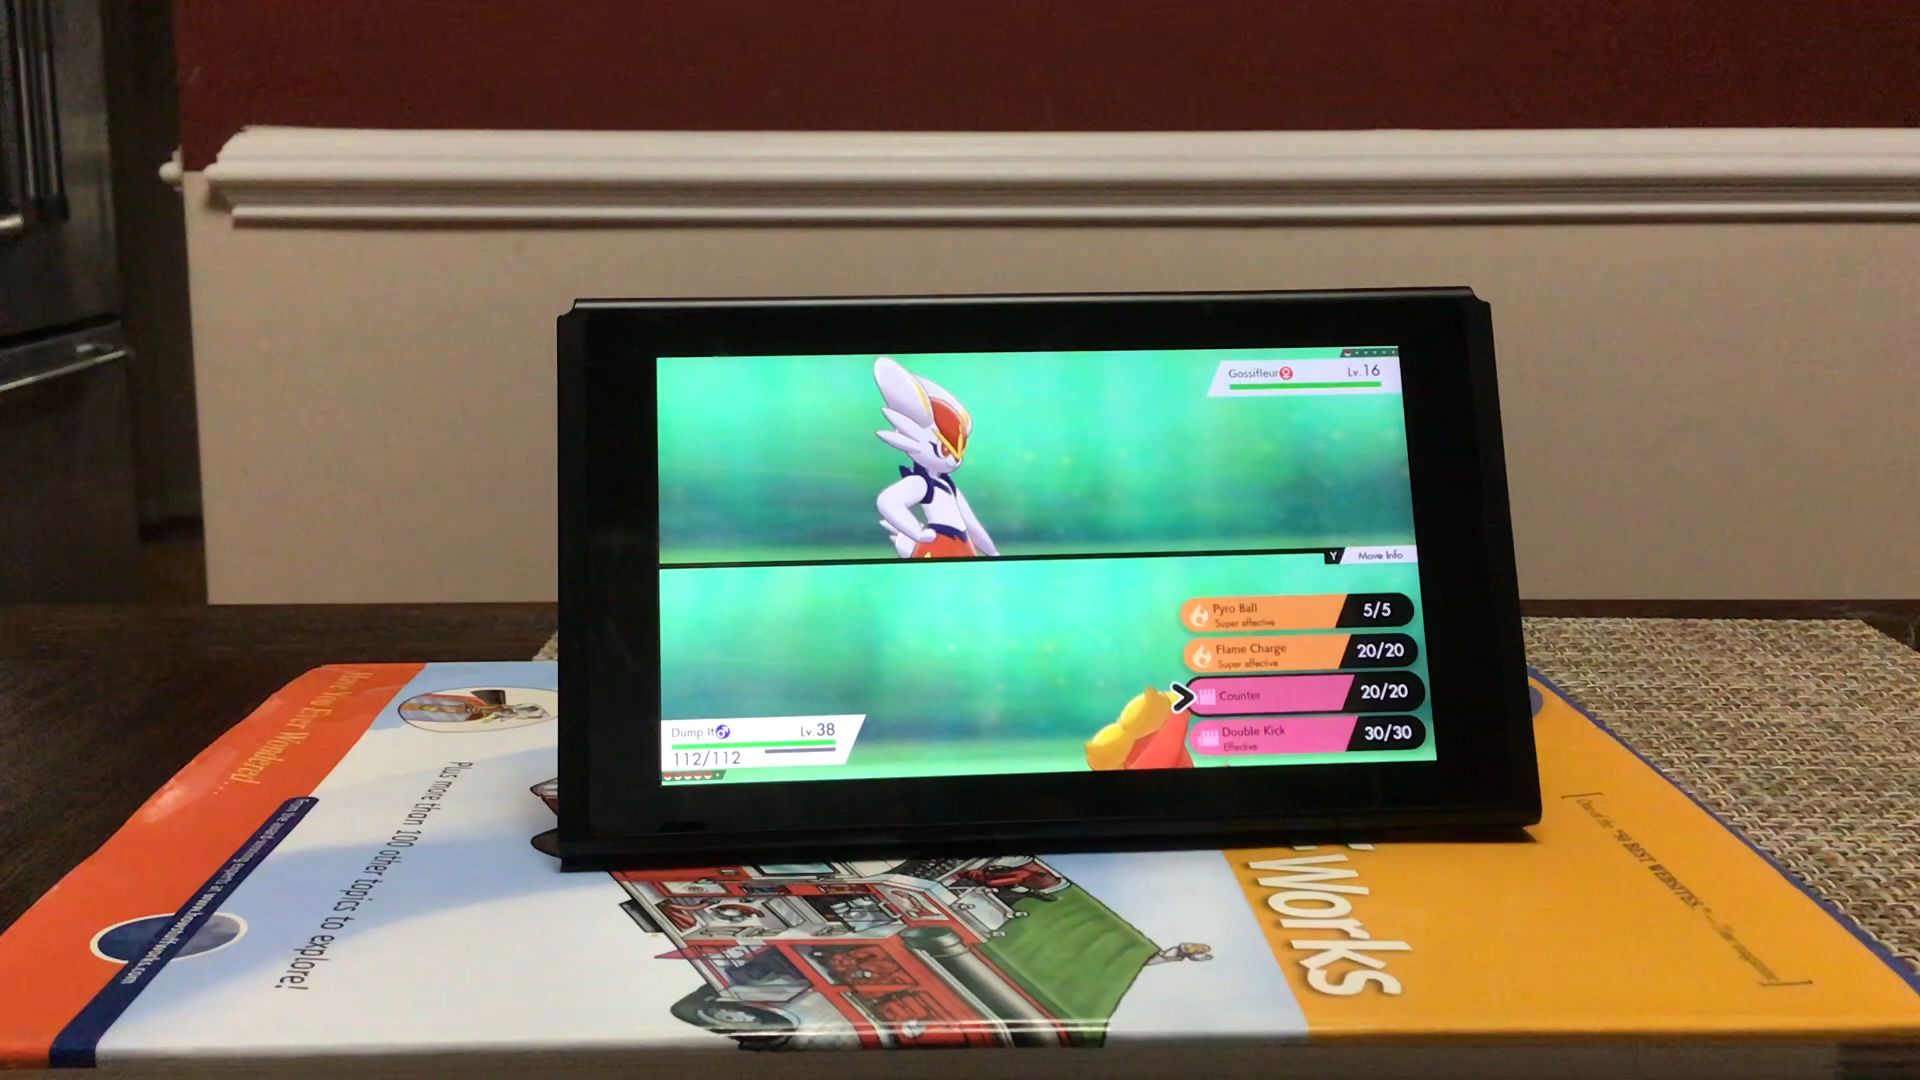 Gossifleur Lv.16
Y Move Info
Pyro Ball 5/5
Super effective
Flame Charge 20/20
Super effective
Counter 20/20
Double Kick 30/30
Effective
Dump It Lv.38
112/112
Have You Ever Wondered...
Plus more than 100 other topics to explore!
Works